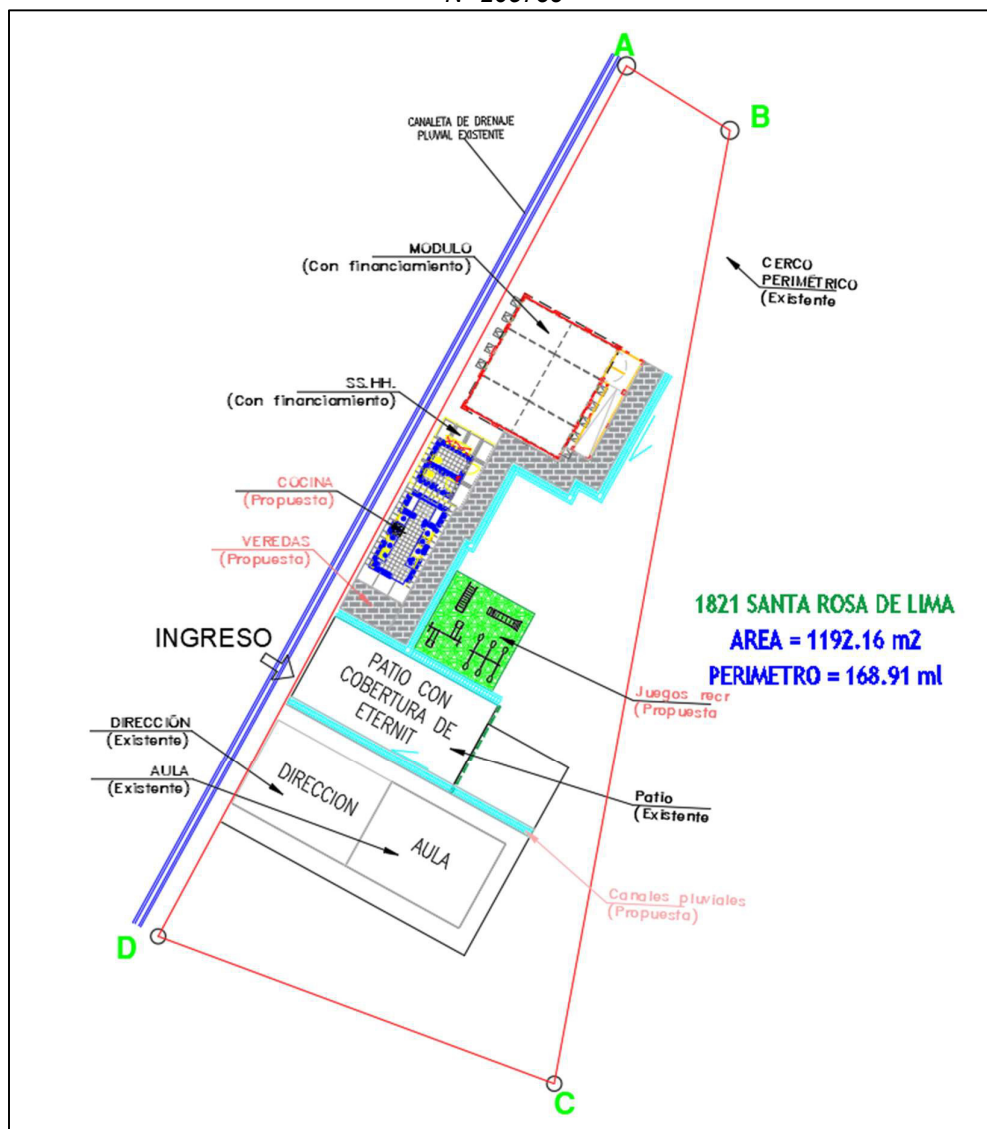 A
B
CANALETA DE DRENAJE
PLUVIAL EXISTENTE
MODULO
(Con financiamiento)
CERCO
PERIMÉTRICO
(Existente
SS.HH.
(Con financiamiento)
COCINA
(Propuesta)
VEREDAS
(Propuesta)
1821 SANTA ROSA DE LIMA
AREA = 1192.16 m2
PERIMETRO = 168.91 ml
INGRESO
PATIO CON
COBERTURA DE
ETERNIT
Juegos recr
(Propuesta
DIRECCIÓN
(Existente)
AULA
(Existente)
DIRECCION
AULA
Patio
(Existente
Canales pluviales
(Propuesta)
D
C